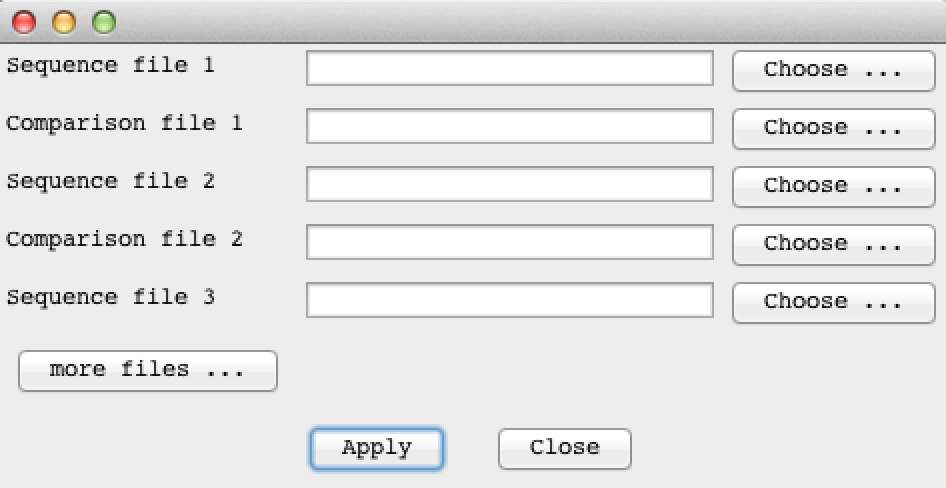 Sequence file 1 Choose ...
Comparison file 1 Choose ...
Sequence file 2 Choose ...
Comparison file 2 Choose ...
Sequence file 3 Choose ...
more files ...
Apply Close